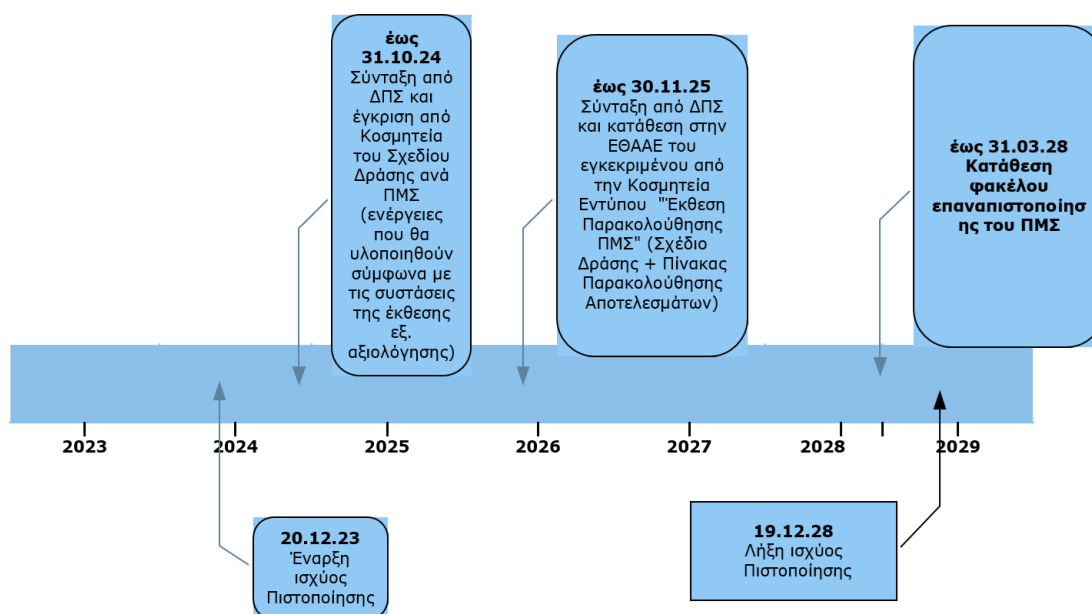 έως
31.10.24
Σύνταξη από
ΔΠΣ και
έγκριση από
Κοσμητεία
του Σχεδίου
Δράσης ανά
ΠΜΣ
(ενέργειες
που θα
υλοποιηθούν
σύμφωνα με
τις συστάσεις
της έκθεσης
εξ.
αξιολόγησης)
έως 30.11.25
Σύνταξη από ΔΠΣ
και κατάθεση στην
ΕΘΑΑΕ του
εγκεκριμένου από
την Κοσμητεία
Εντύπου "Έκθεση
Παρακολούθησης
ΠΜΣ" (Σχέδιο
Δράσης + Πίνακας
Παρακολούθησης
Αποτελεσμάτων)
έως 31.03.28
Κατάθεση
φακέλου
επαναπιστοποίησ
ης του ΠΜΣ
2023
2024
2025
2026
2027
2028
2029
20.12.23
Έναρξη
ισχύος
Πιστοποίησης
19.12.28
Λήξη ισχύος
Πιστοποίησης